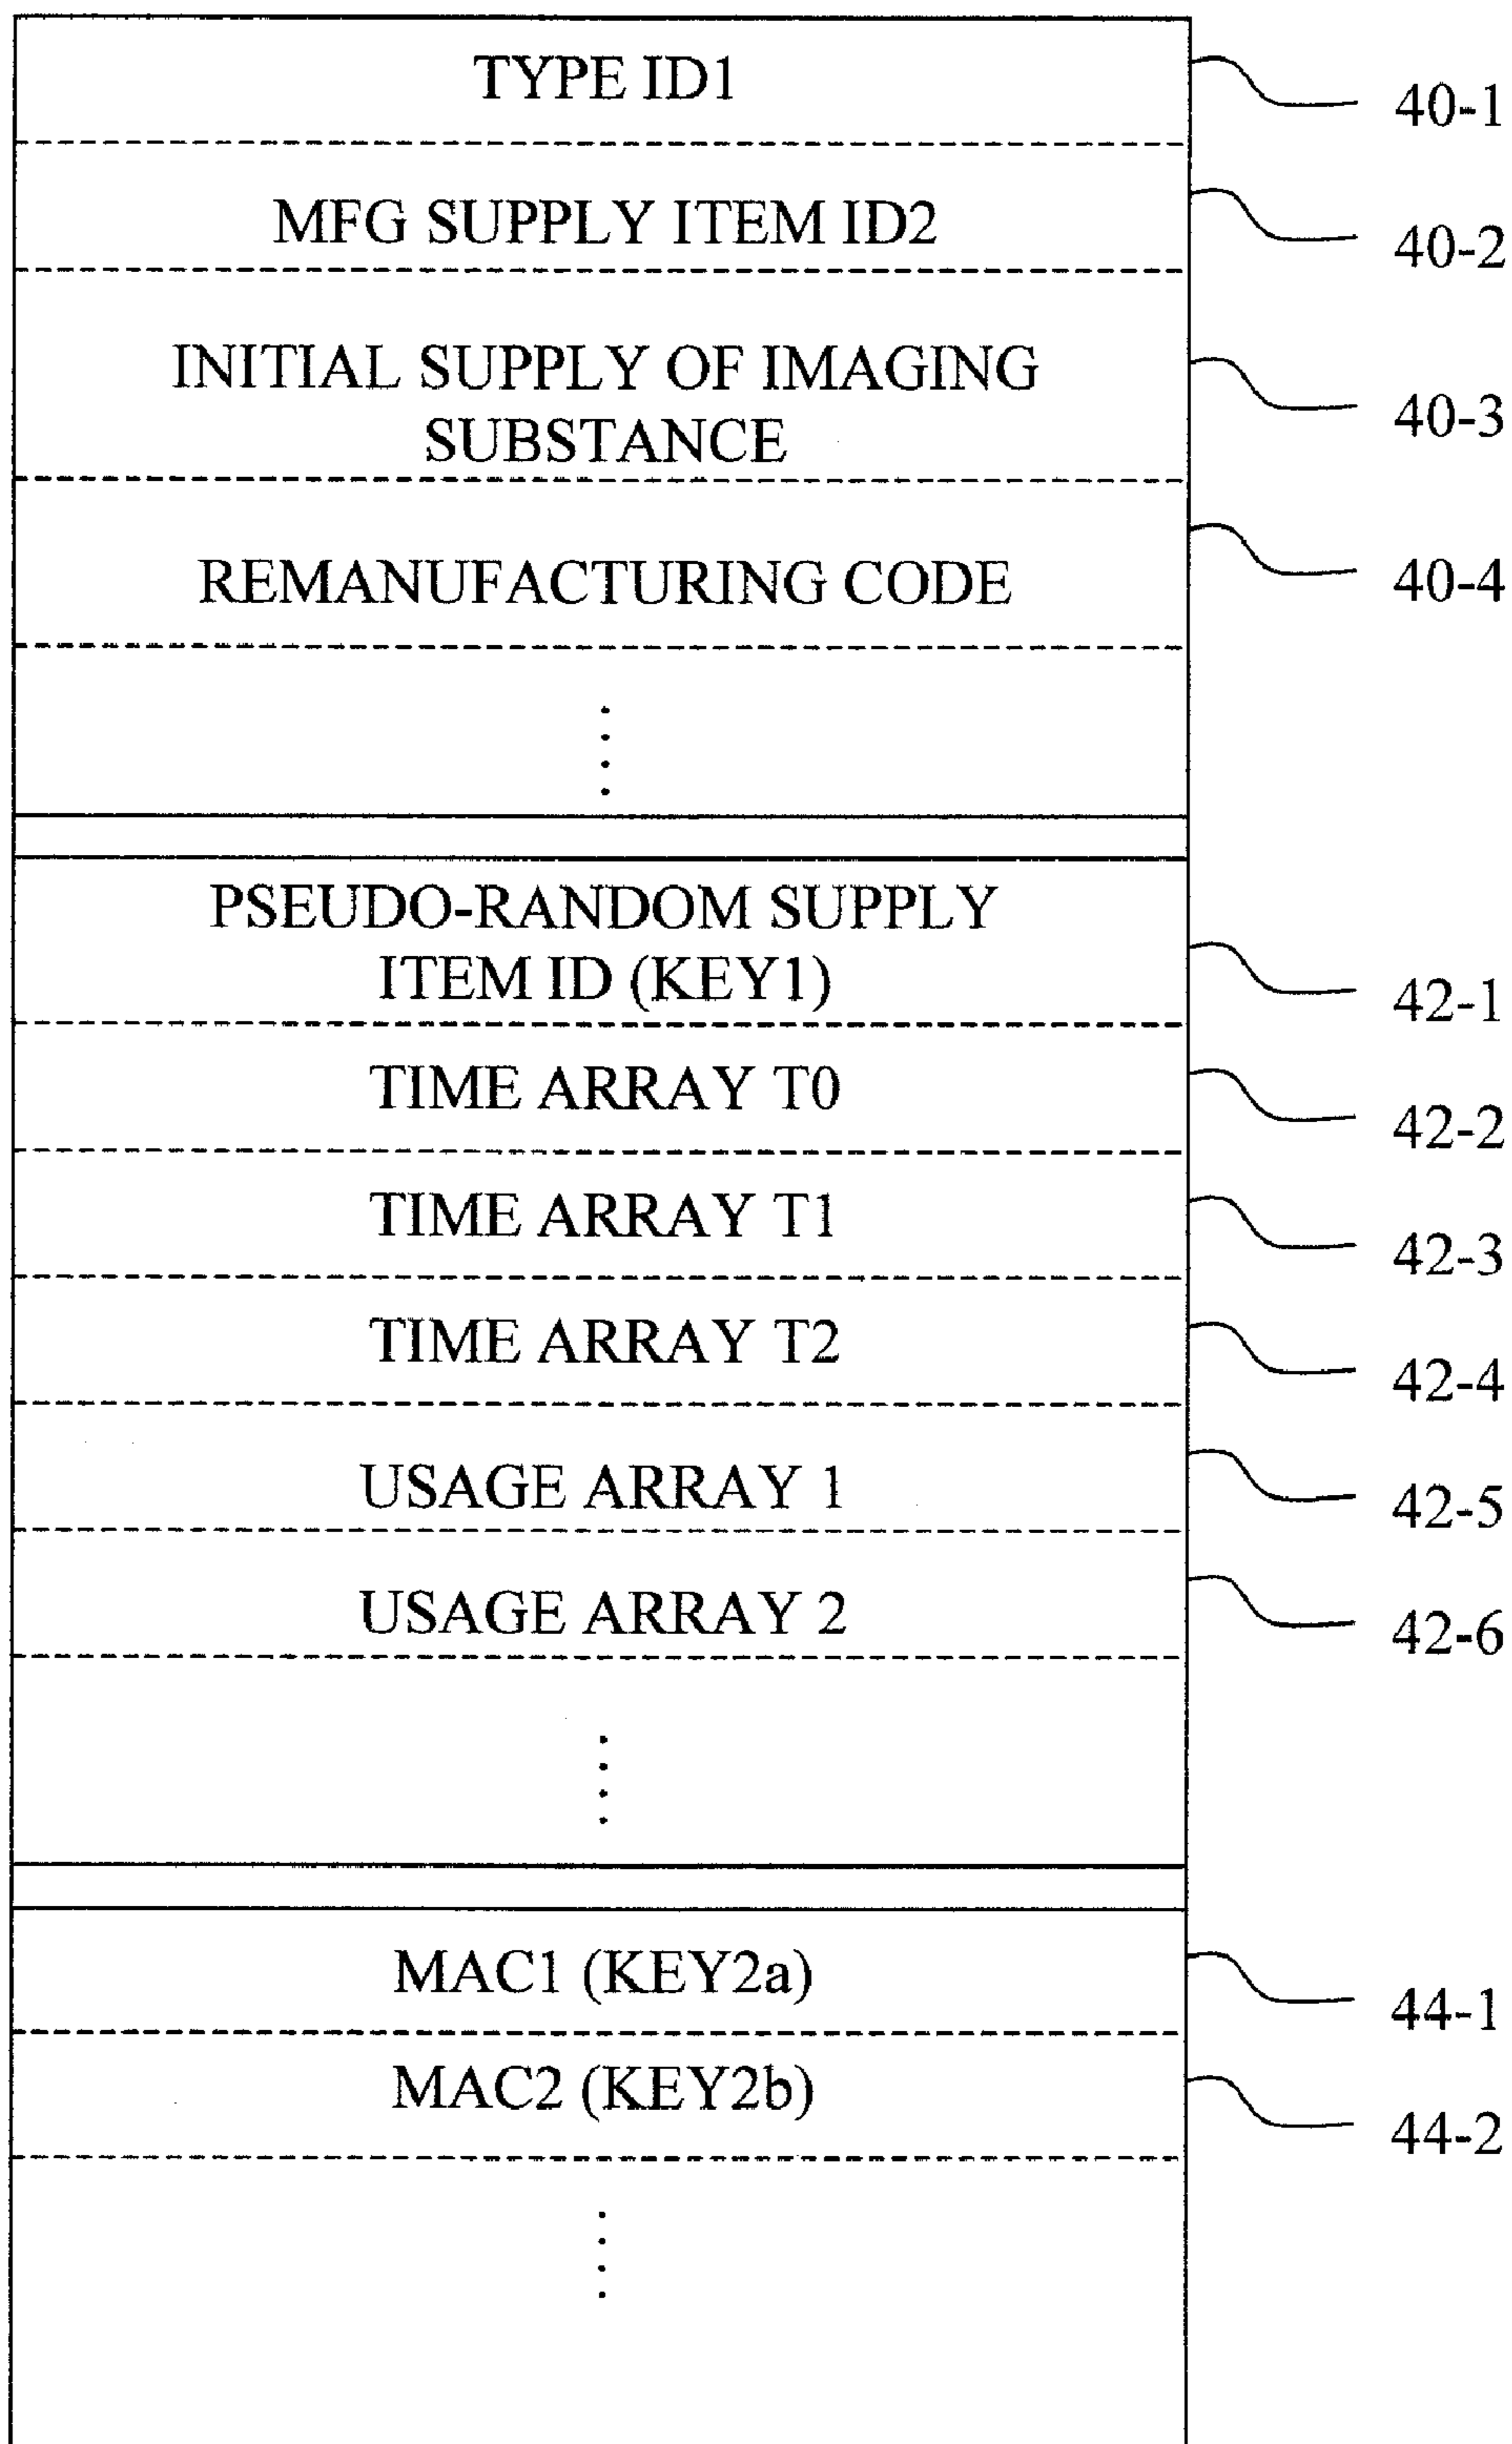 TYPE ID1
40-1
MFG SUPPLY ITEM ID2
40-2
INITIAL SUPPLY OF IMAGING
SUBSTANCE
40-3
REMANUFACTURING CODE
40-4
PSEUDO-RANDOM SUPPLY
ITEM ID (KEY1)
42-1
TIME ARRAY T0
42-2
TIME ARRAY T1
42-3
TIME ARRAY T2
42-4
USAGE ARRAY 1
42-5
USAGE ARRAY 2
42-6
MAC1 (KEY2a)
44-1
MAC2 (KEY2b)
44-2